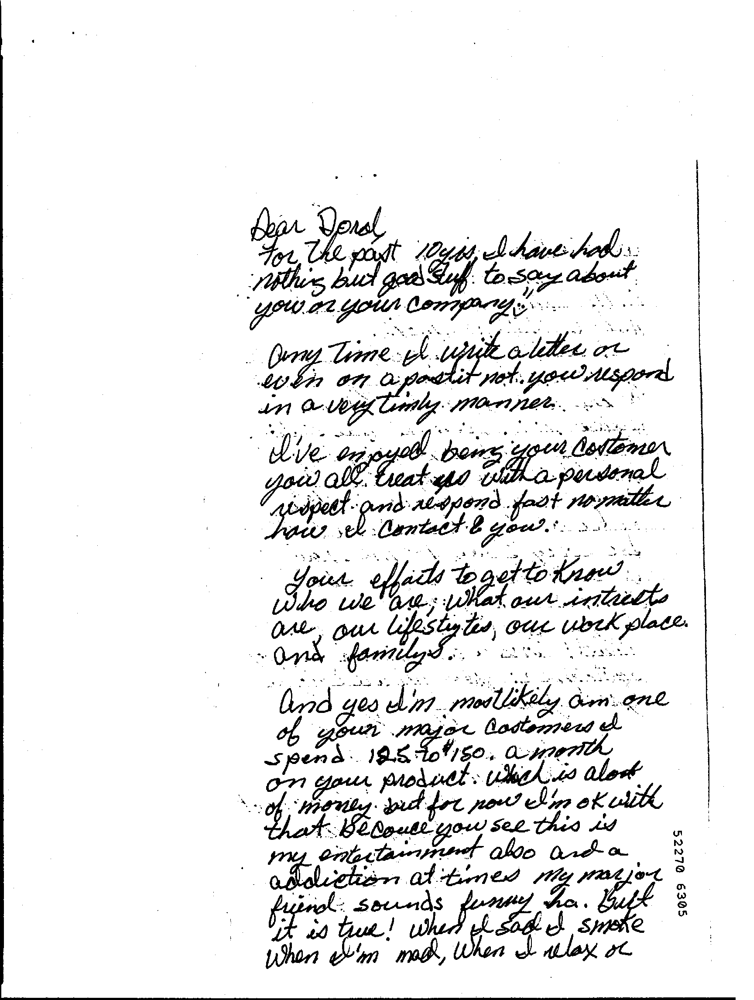 Dear Doral
For The past 10yrs, I have had
nothing but good Stuff to say about
you or your company.
Any Time I write a letter or
even on a postit not. you respond
in a very timly manner.
I've enjoyed being your Costomer
you all treat us with a personal
respect and respond fast no matter
how I Contact & you.
Your efforts to get to Know
Who we are, What our intrests
are, our lifestytes, our work place.
And familys.
And yes I'm mostlikely am one
of your major Costomers I
spend 125. to $150. a month
on your product. Which is alont
of money but for now I'm ok with
that becouce you see this is
my entertainment also and a
addiction at times my marjor
friend sounds funny ha. But
it is true! When I sad I smoke
When I'm mad, When I relax or
52270 6305